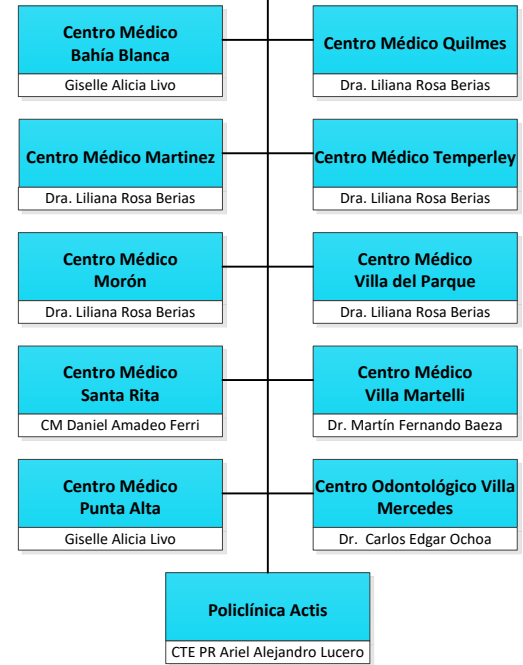 Centro Médico
Bahía Blanca
Giselle Alicia Livo
Centro Médico Quilmes
Dra. Liliana Rosa Berias
Centro Médico Martinez
Dra. Liliana Rosa Berias
Centro Médico Temperley
Dra. Liliana Rosa Berias
Centro Médico
Morón
Dra. Liliana Rosa Berias
Centro Médico
Villa del Parque
Dra. Liliana Rosa Berias
Centro Médico
Santa Rita
CM Daniel Amadeo Ferri
Centro Médico
Villa Martelli
Dr. Martín Fernando Baeza
Centro Médico
Punta Alta
Giselle Alicia Livo
Centro Odontológico Villa
Mercedes
Dr. Carlos Edgar Ochoa
Policlínica Actis
CTE PR Ariel Alejandro Lucero